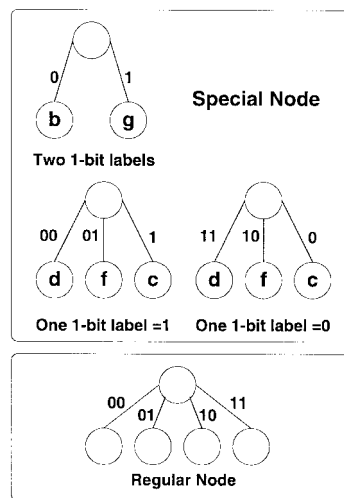 0 1
b g
Special Node
Two 1-bit labels
00 01 1 11 10 0
d f c d f c
One 1-bit label =1 One 1-bit label =0
00 01 10 11
Regular Node